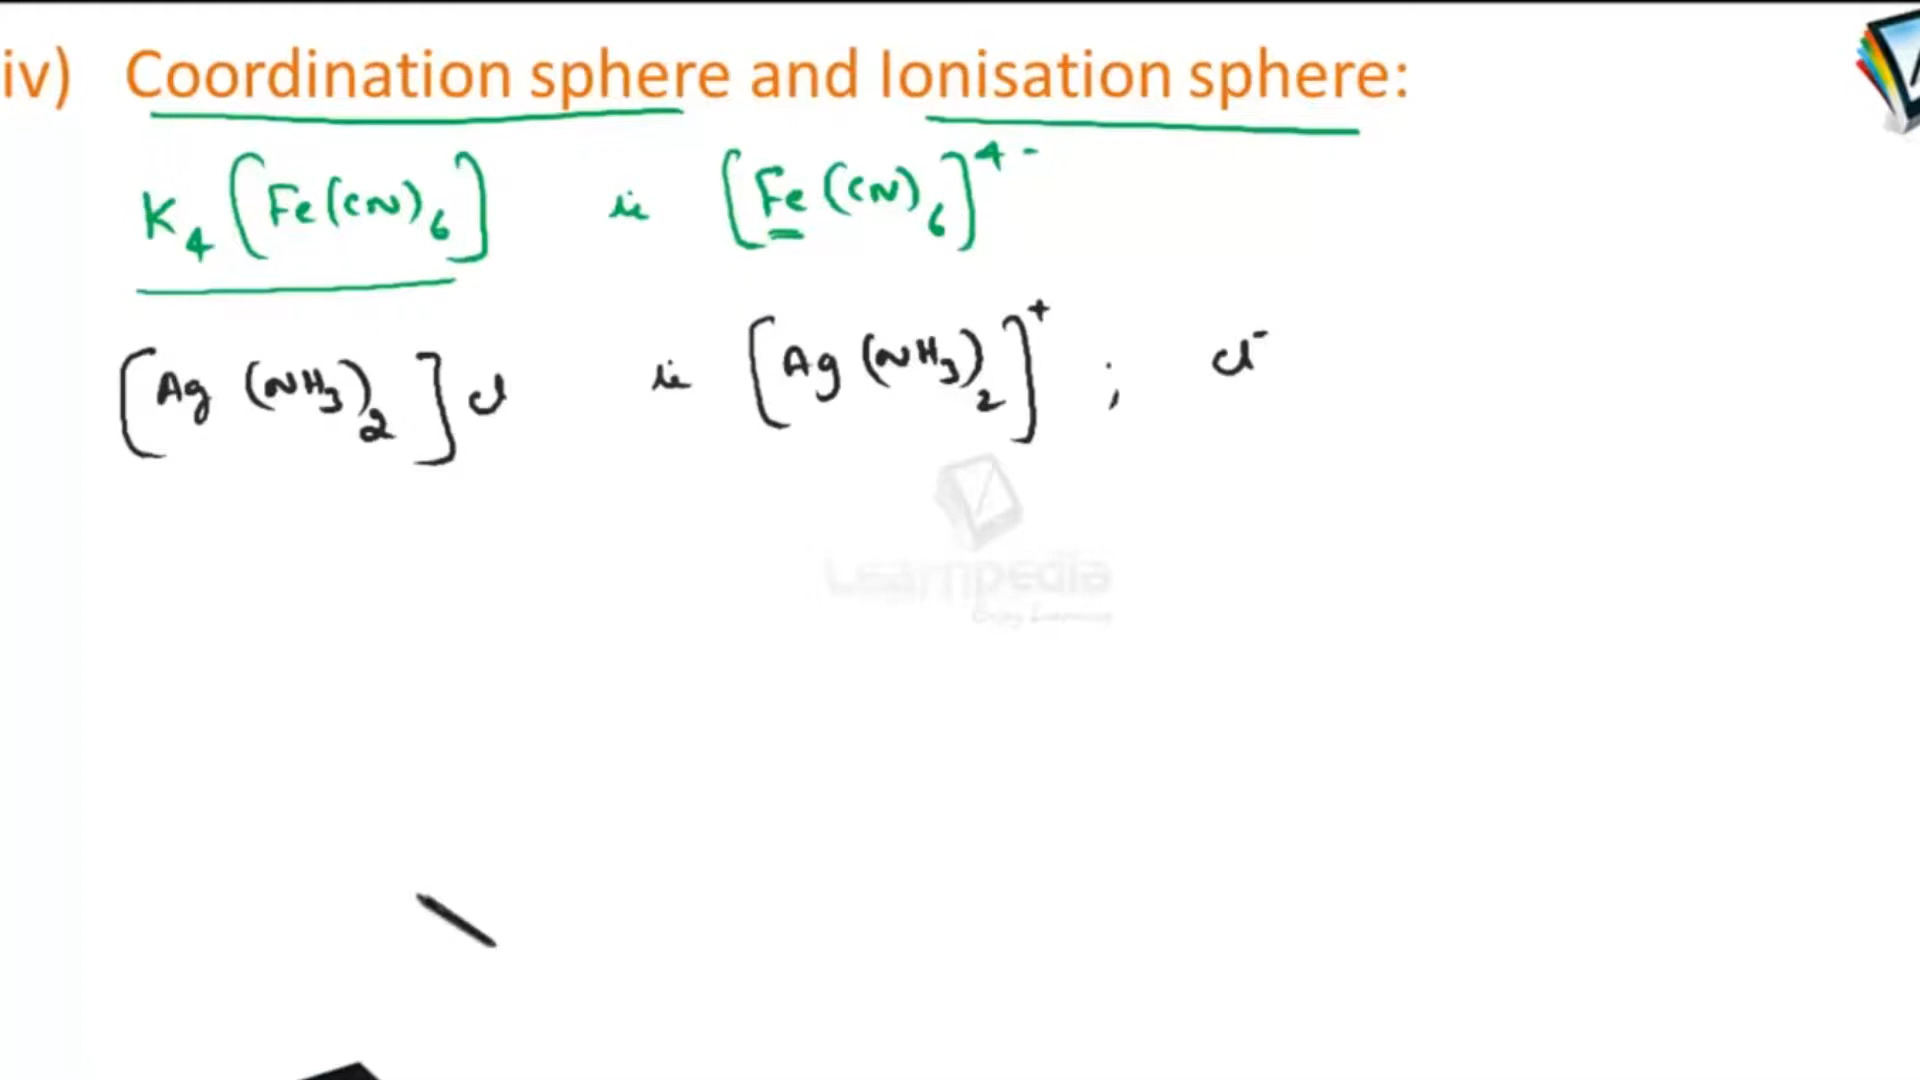 iv) Coordination sphere and Ionisation sphere:
K₄[Fe(CN)₆] ie [Fe(CN)₆]⁴⁻
[Ag(NH₃)₂]Cl ie [Ag(NH₃)₂]⁺ ; Cl⁻
Learnpedia